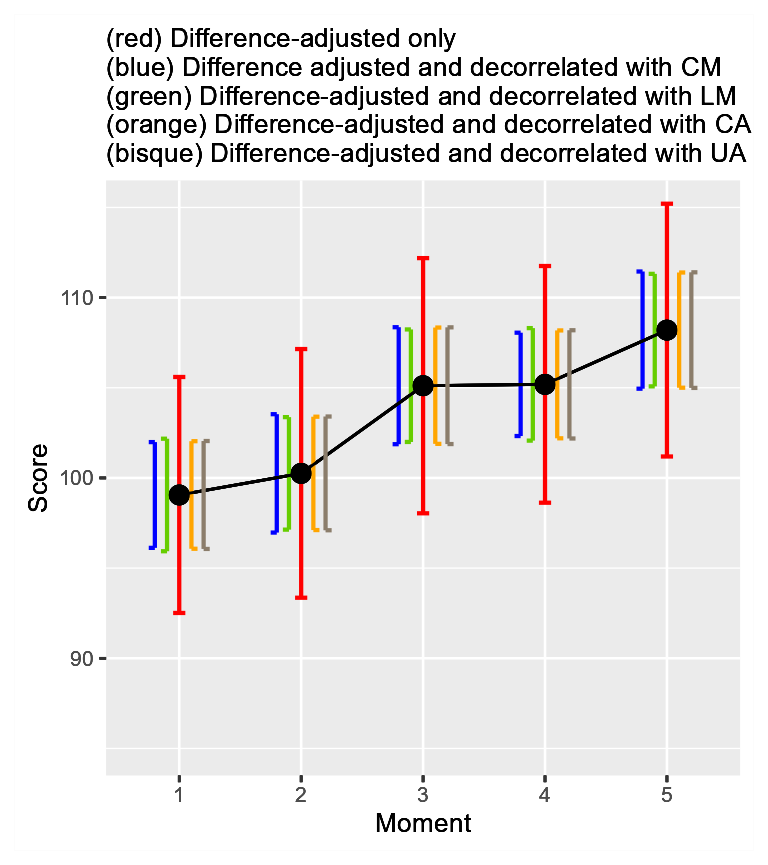 (red) Difference-adjusted only
(blue) Difference adjusted and decorrelated with CM
(green) Difference-adjusted and decorrelated with LM
(orange) Difference-adjusted and decorrelated with CA
(bisque) Difference-adjusted and decorrelated with UA
110
100
90
Score
1 2 3 4 5
Moment